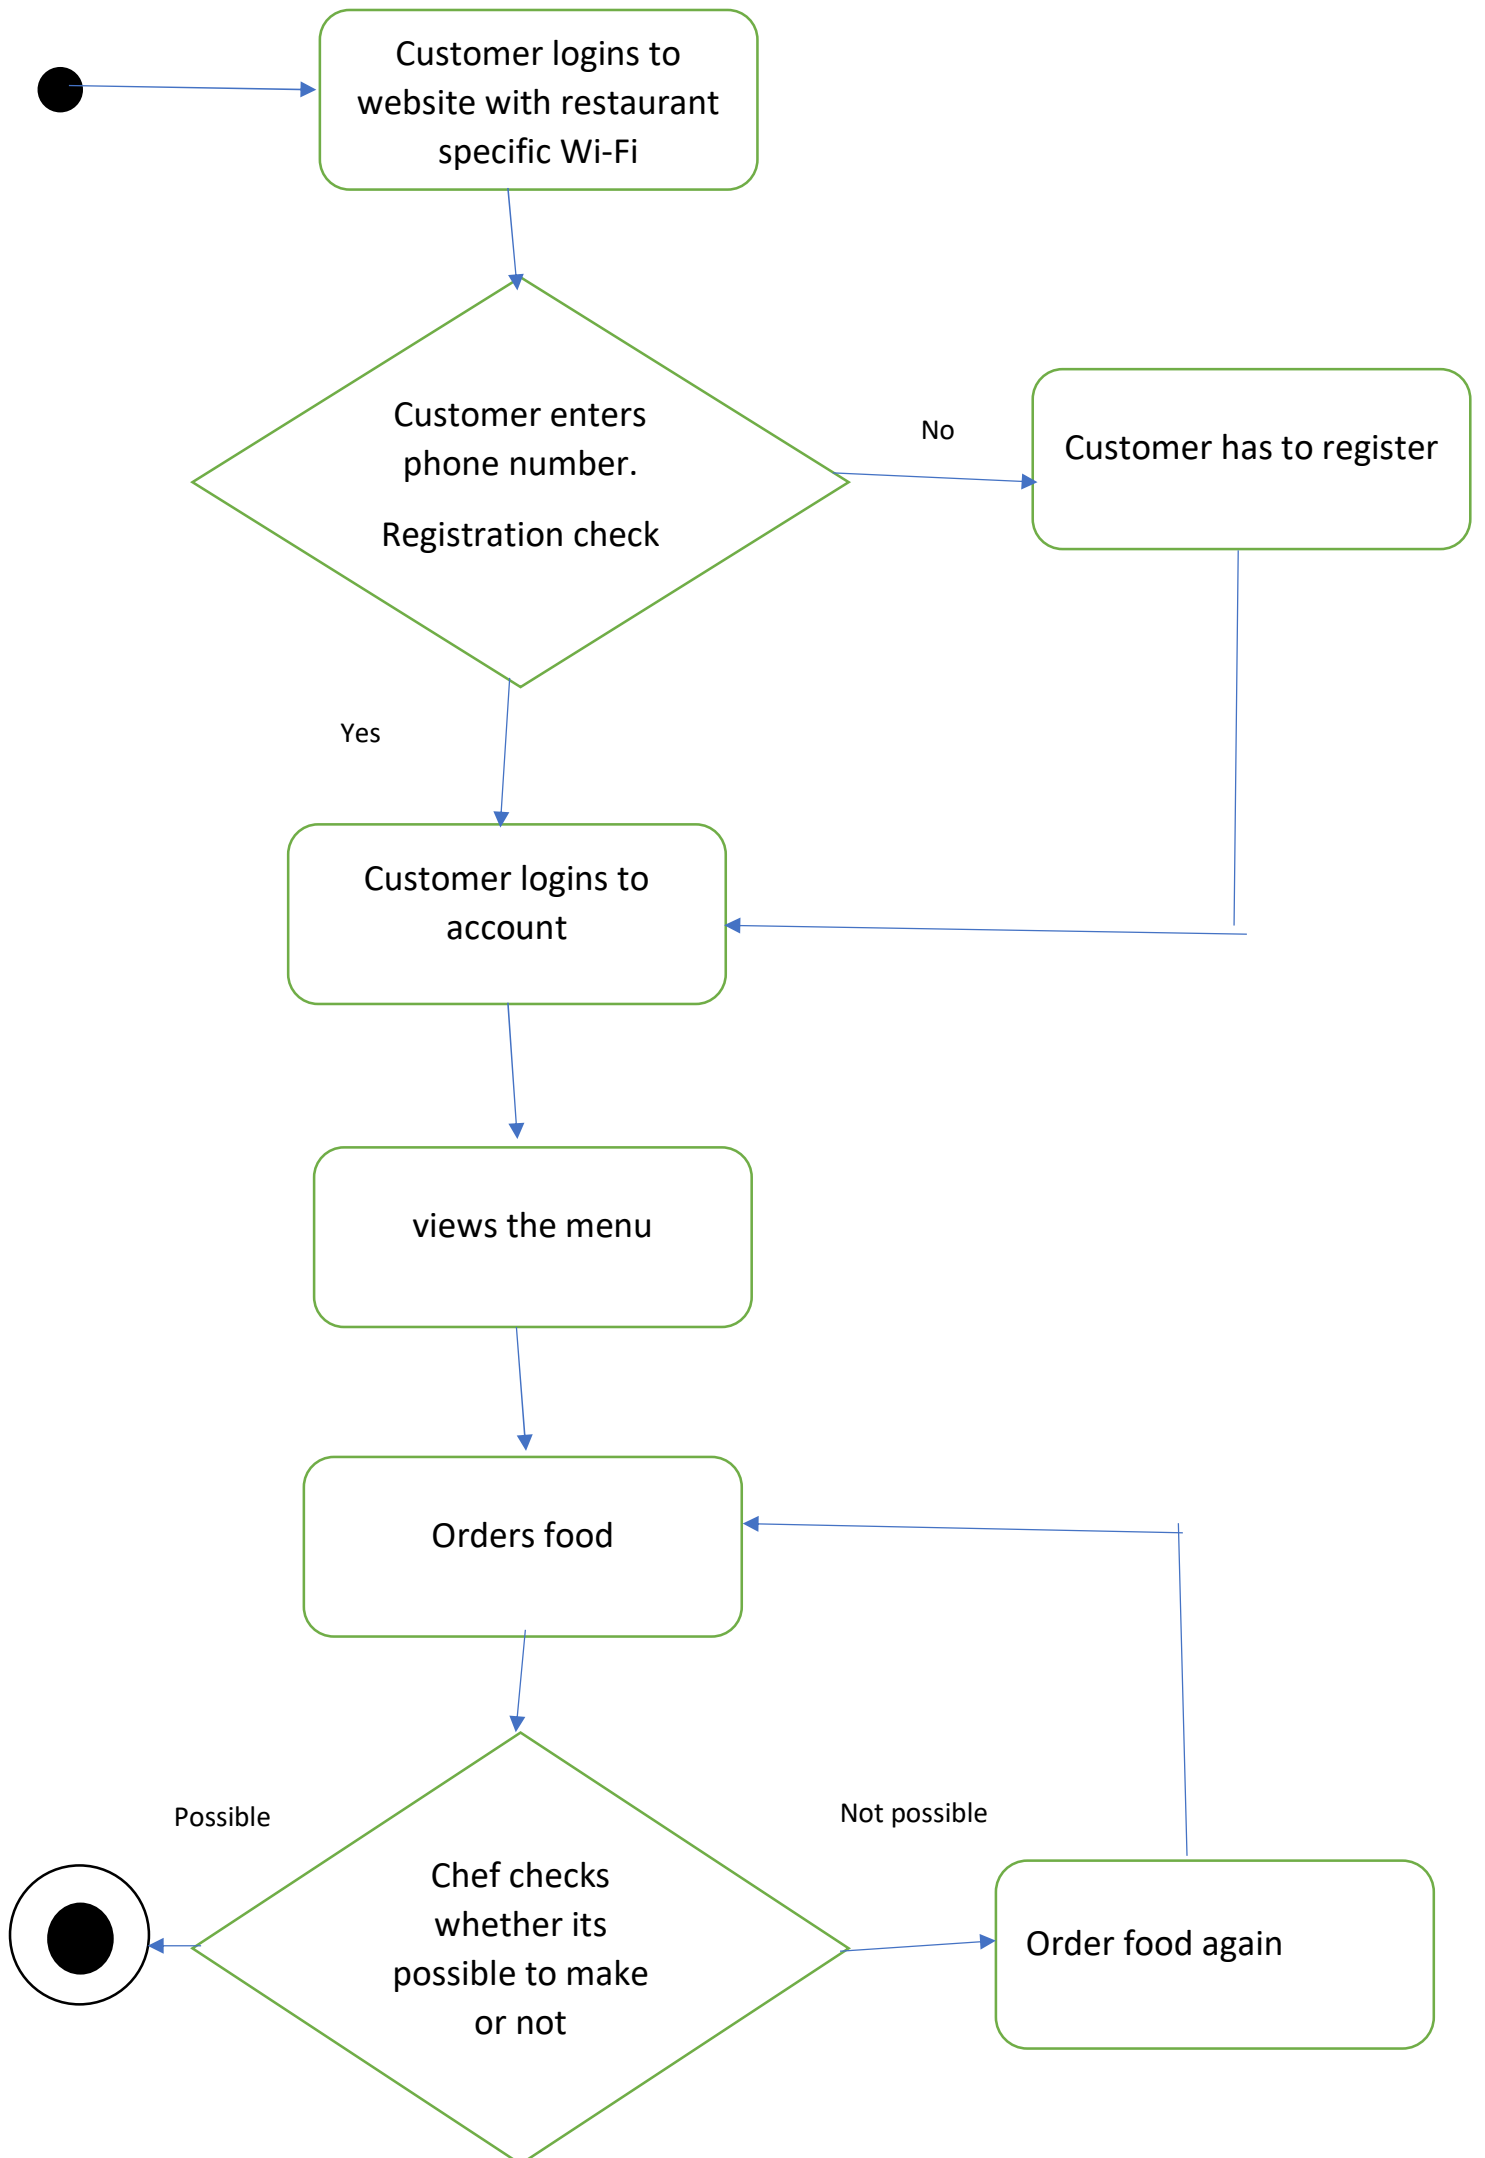 Customer logins to
website with restaurant
specific Wi-Fi
Customer enters
phone number.
Registration check
No
Customer has to register
Yes
Customer logins to
account
views the menu
Orders food
Possible
Not possible
Chef checks
whether its
possible to make
or not
Order food again